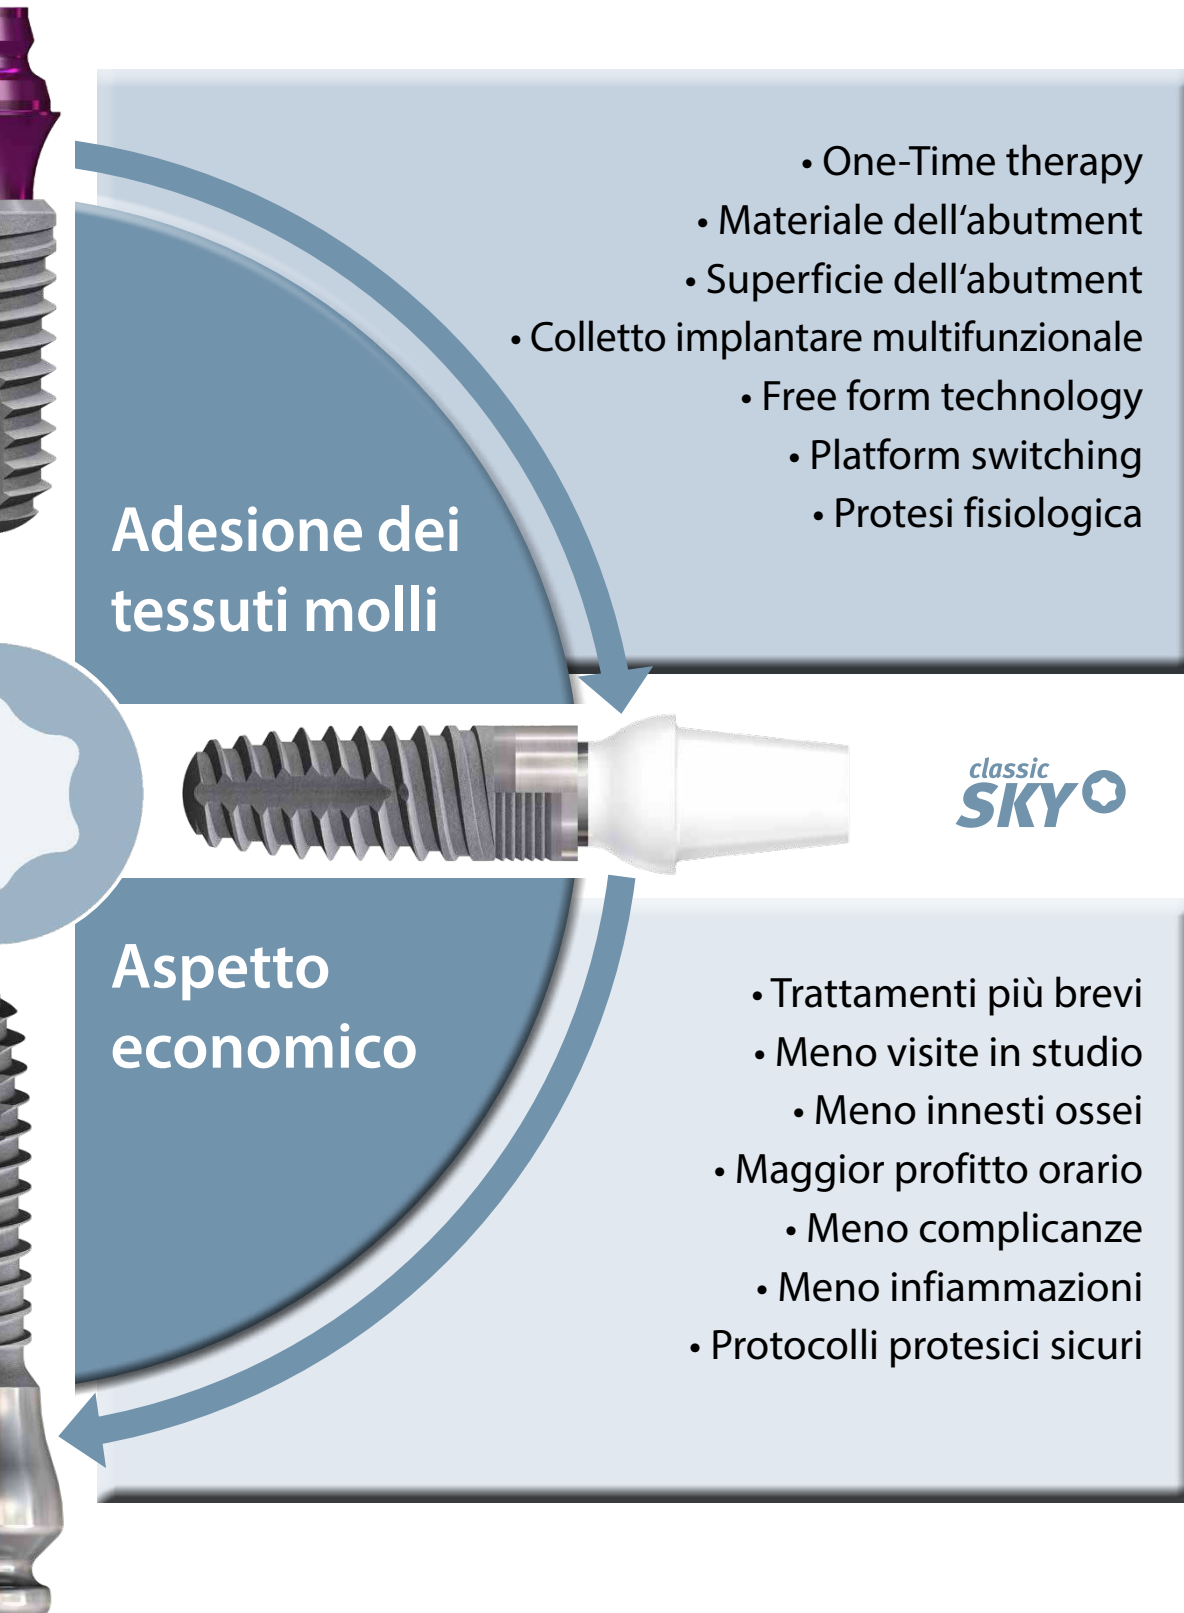 • One-Time therapy
• Materiale dell‘abutment
• Superficie dell‘abutment
• Colletto implantare multifunzionale
• Free form technology
• Platform switching
• Protesi fisiologica
Adesione dei
tessuti molli
classic
SKY
Aspetto
economico
• Trattamenti più brevi
• Meno visite in studio
• Meno innesti ossei
• Maggior profitto orario
• Meno complicanze
• Meno infiammazioni
• Protocolli protesici sicuri